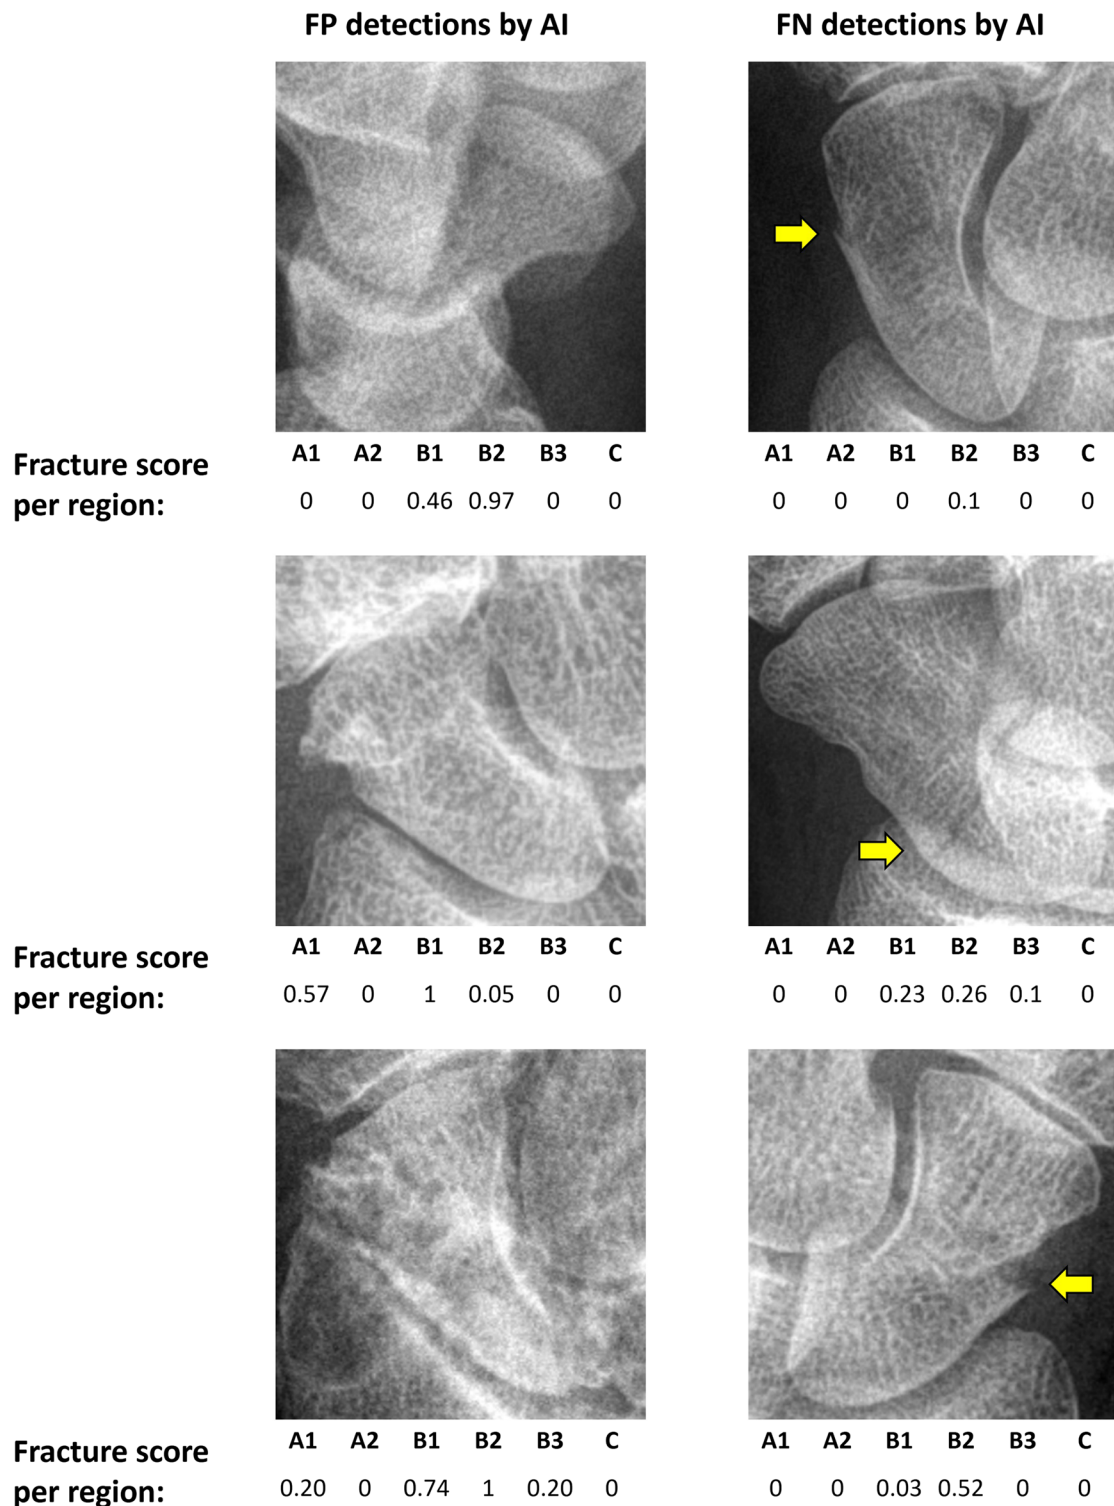 FP detections by AI FN detections by AI
A1 A2 B1 B2 B3 C A1 A2 B1 B2 B3 C
Fracture score
per region:
0 0 0.46 0.97 0 0 0 0 0 0.1 0 0
A1 A2 B1 B2 B3 C A1 A2 B1 B2 B3 C
Fracture score
per region:
0.57 0 1 0.05 0 0 0 0 0.23 0.26 0.1 0
A1 A2 B1 B2 B3 C A1 A2 B1 B2 B3 C
Fracture score
per region:
0.20 0 0.74 1 0.20 0 0 0 0.03 0.52 0 0